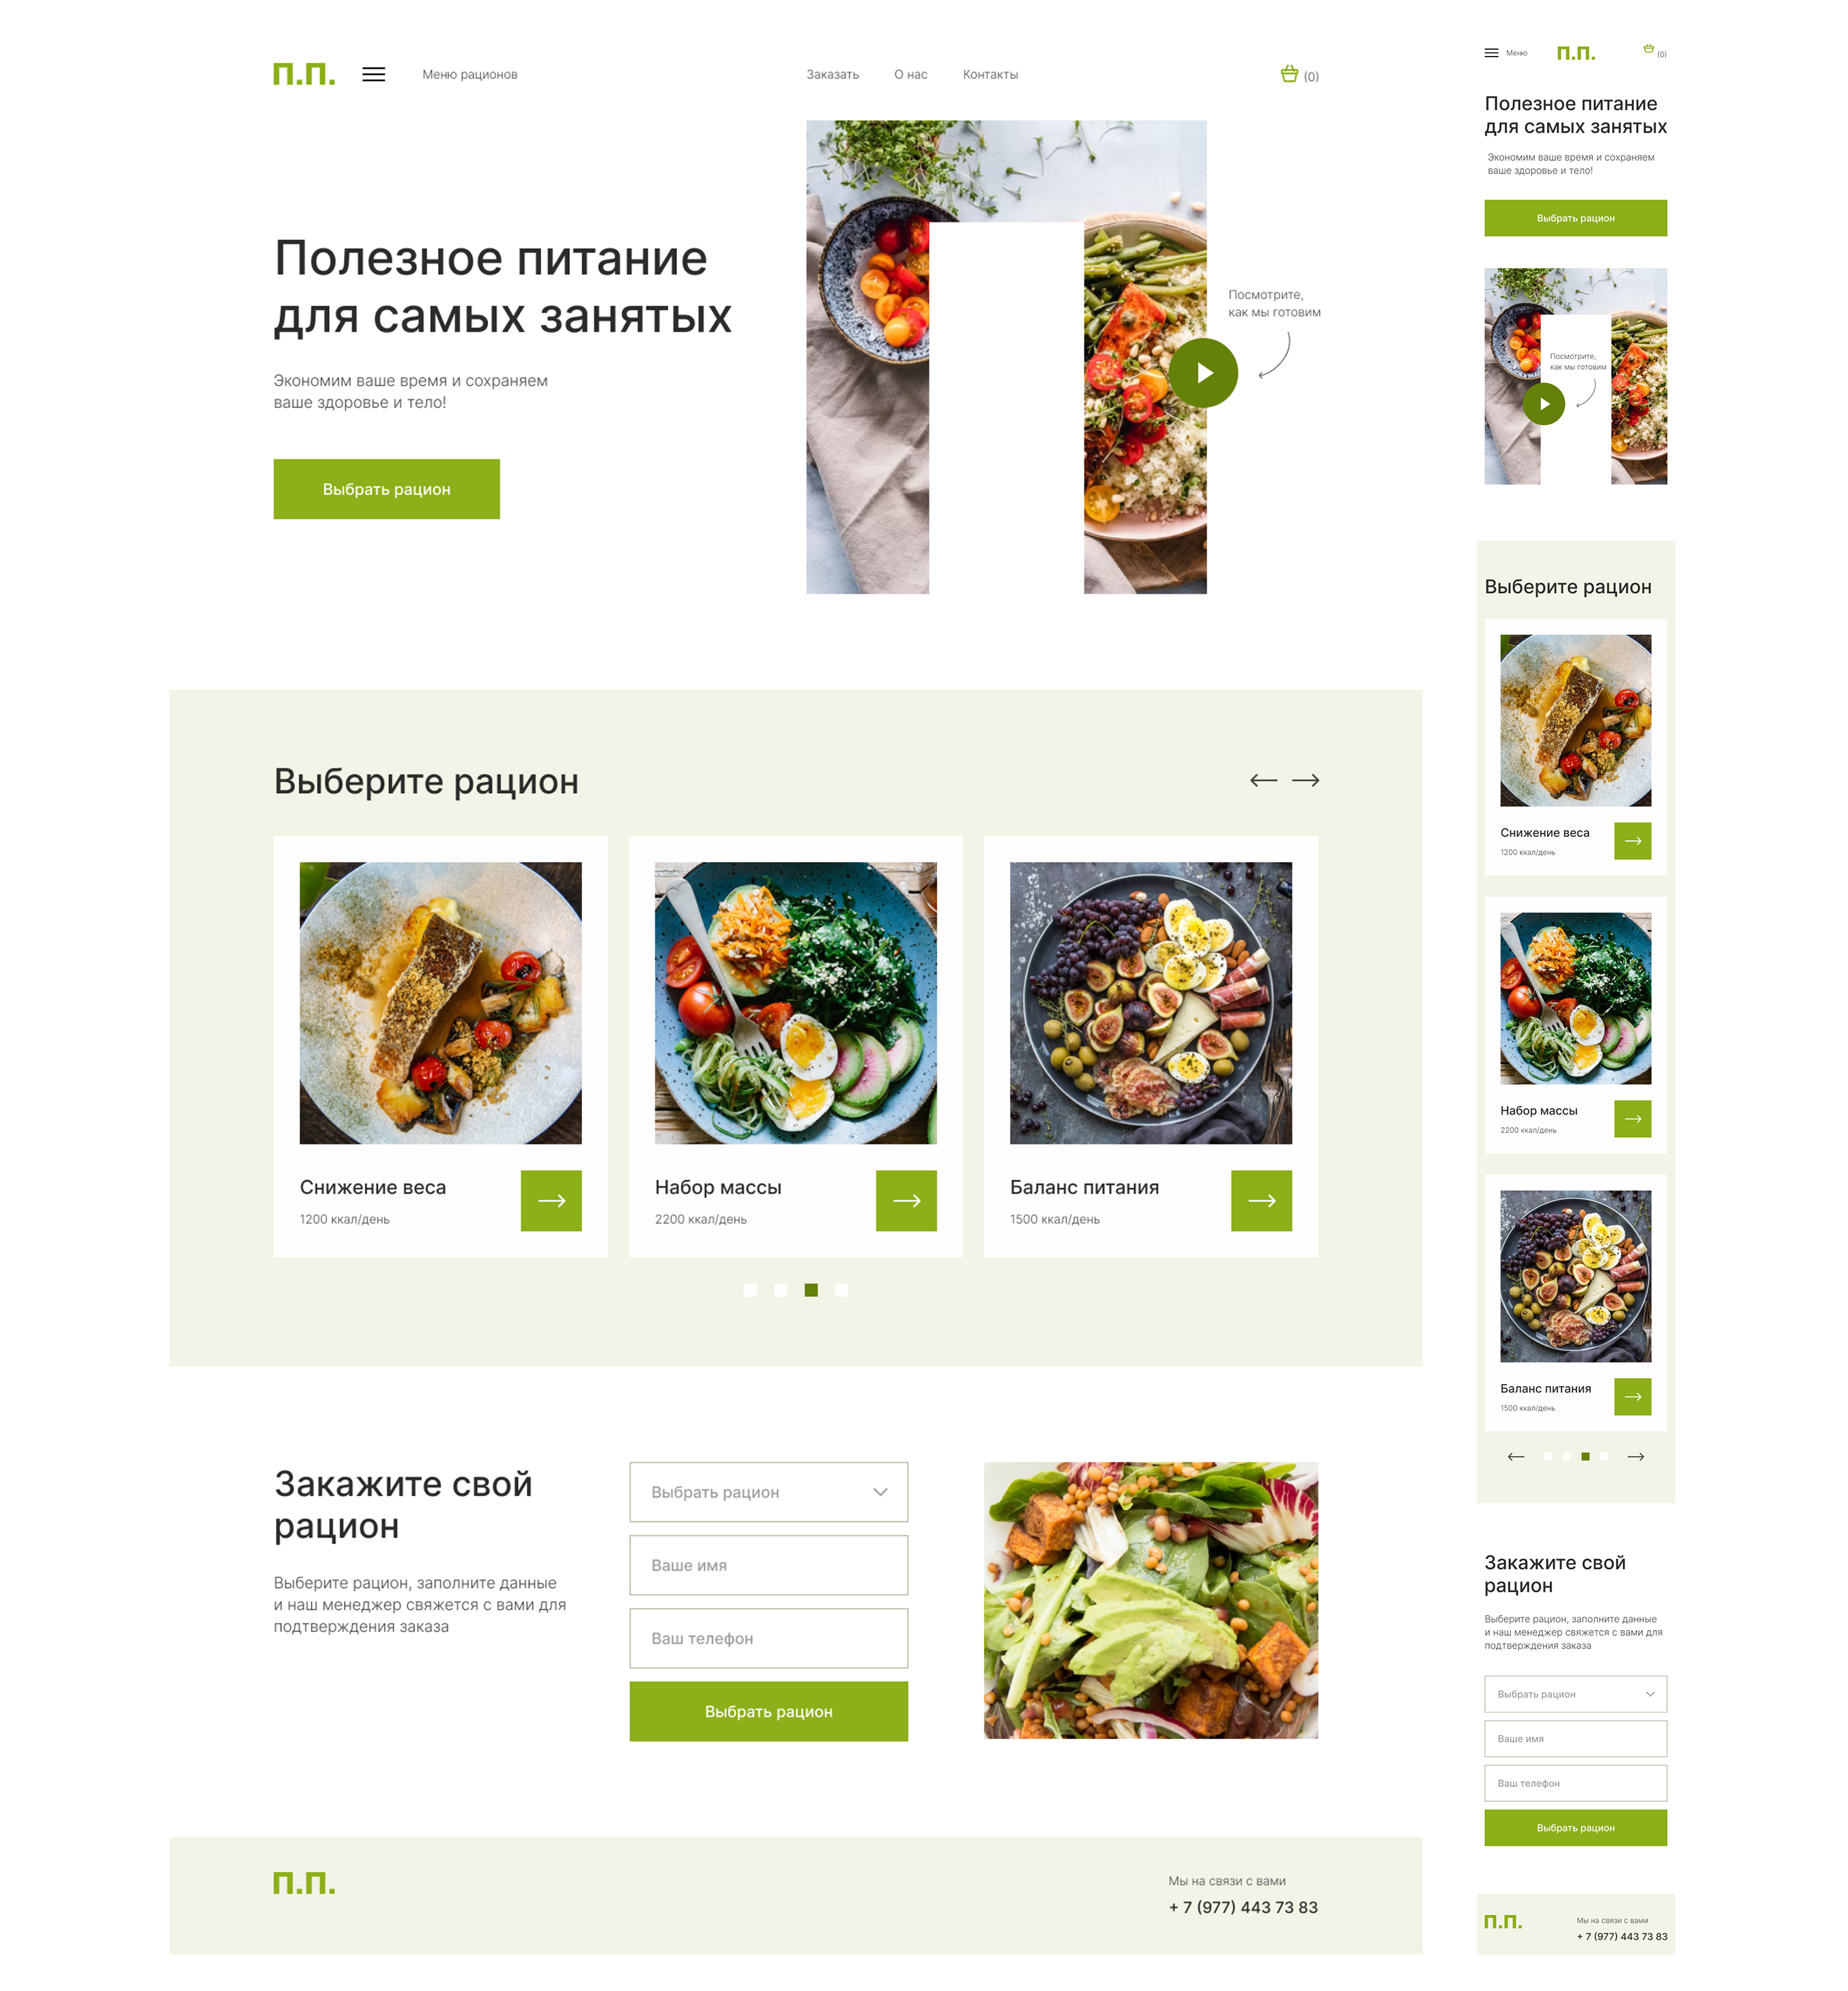 П.П.
Меню рационов
Заказать
О нас
Контакты
(0)
Полезное питание
для самых занятых
Экономим ваше время и сохраняем
ваше здоровье и тело!
Выбрать рацион
Посмотрите,
как мы готовим
Выберите рацион
Снижение веса
1200 ккал/день
Набор массы
2200 ккал/день
Баланс питания
1500 ккал/день
Закажите свой
рацион
Выберите рацион, заполните данные
и наш менеджер свяжется с вами для
подтверждения заказа
Выбрать рацион
Ваше имя
Ваш телефон
Выбрать рацион
П.П.
Мы на связи с вами
+ 7 (977) 443 73 83
Меню
П.П.
(0)
Полезное питание
для самых занятых
Экономим ваше время и сохраняем
ваше здоровье и тело!
Выбрать рацион
Посмотрите,
как мы готовим
Выберите рацион
Снижение веса
1200 ккал/день
Набор массы
2200 ккал/день
Баланс питания
1500 ккал/день
Закажите свой
рацион
Выберите рацион, заполните данные
и наш менеджер свяжется с вами для
подтверждения заказа
Выбрать рацион
Ваше имя
Ваш телефон
Выбрать рацион
П.П.
Мы на связи с вами
+ 7 (977) 443 73 83